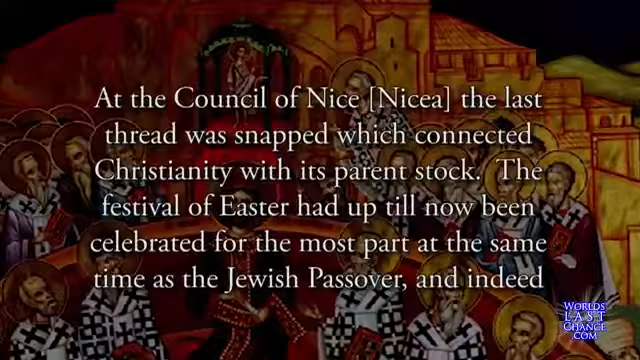 At the Council of Nice [Nicea] the last
thread was snapped which connected
Christianity with its parent stock.  The
festival of Easter had up till now been
celebrated for the most part at the same
time as the Jewish Passover, and indeed
WORLDS
LAST
CHANCE
.COM